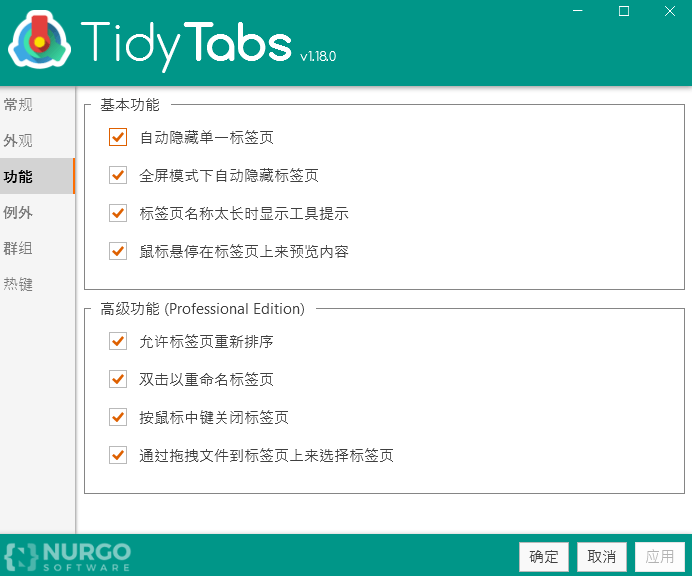 TidyTabs v1.18.0
常规
外观
功能
例外
群组
热键
基本功能
自动隐藏单一标签页
全屏模式下自动隐藏标签页
标签页名称太长时显示工具提示
鼠标悬停在标签页上来预览内容
高级功能 (Professional Edition)
允许标签页重新排序
双击以重命名标签页
按鼠标中键关闭标签页
通过拖拽文件到标签页上来选择标签页
NURGO
SOFTWARE
确定 取消 应用